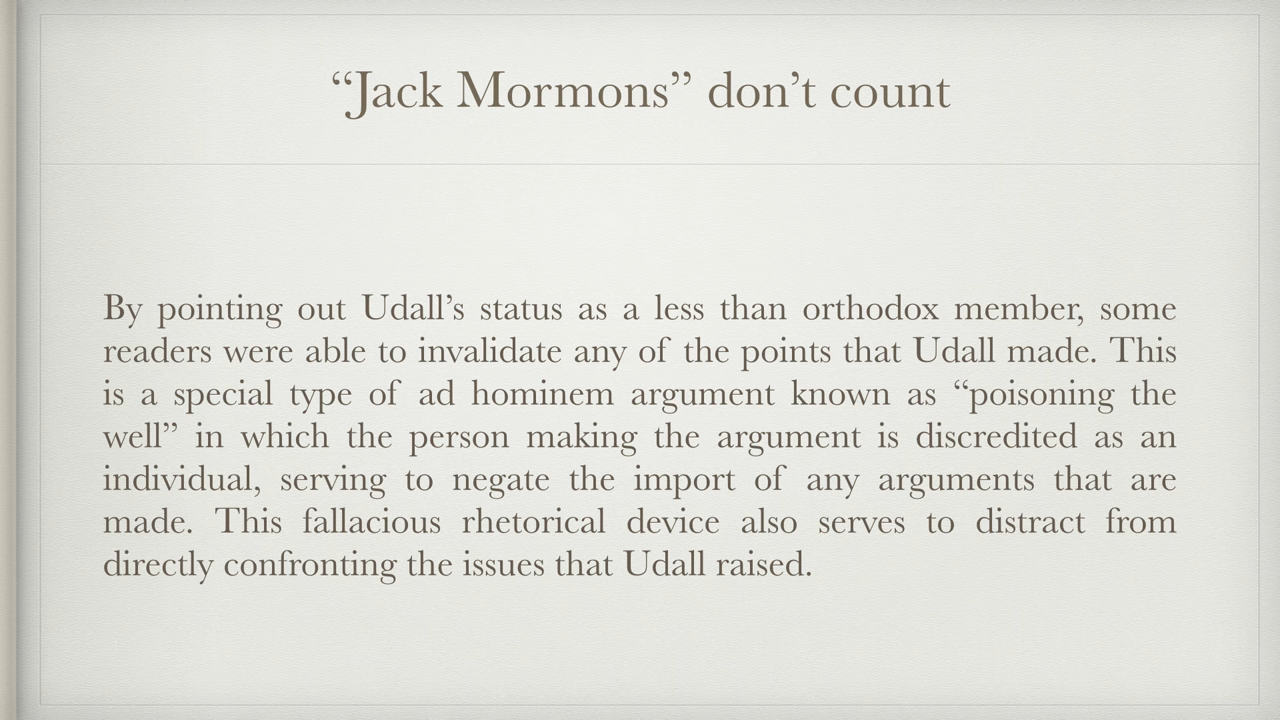 “Jack Mormons” don’t count
By pointing out Udall’s status as a less than orthodox member, some
readers were able to invalidate any of the points that Udall made. This
is a special type of ad hominem argument known as “poisoning the
well” in which the person making the argument is discredited as an
individual, serving to negate the import of any arguments that are
made. This fallacious rhetorical device also serves to distract from
directly confronting the issues that Udall raised.